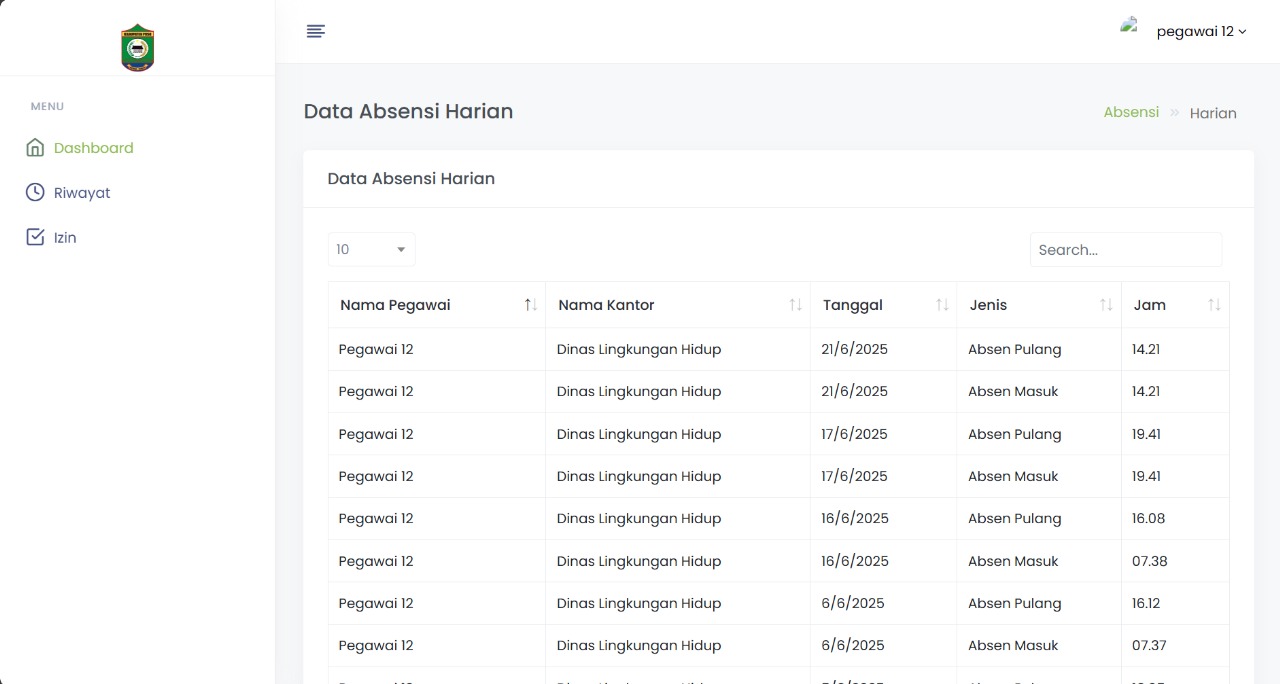 pegawai 12
MENU
Dashboard
Riwayat
Izin
Data Absensi Harian
Absensi » Harian
Data Absensi Harian
10
Search...
Nama Pegawai Nama Kantor Tanggal Jenis Jam
Pegawai 12 Dinas Lingkungan Hidup 21/6/2025 Absen Pulang 14.21
Pegawai 12 Dinas Lingkungan Hidup 21/6/2025 Absen Masuk 14.21
Pegawai 12 Dinas Lingkungan Hidup 17/6/2025 Absen Pulang 19.41
Pegawai 12 Dinas Lingkungan Hidup 17/6/2025 Absen Masuk 19.41
Pegawai 12 Dinas Lingkungan Hidup 16/6/2025 Absen Pulang 16.08
Pegawai 12 Dinas Lingkungan Hidup 16/6/2025 Absen Masuk 07.38
Pegawai 12 Dinas Lingkungan Hidup 6/6/2025 Absen Pulang 16.12
Pegawai 12 Dinas Lingkungan Hidup 6/6/2025 Absen Masuk 07.37